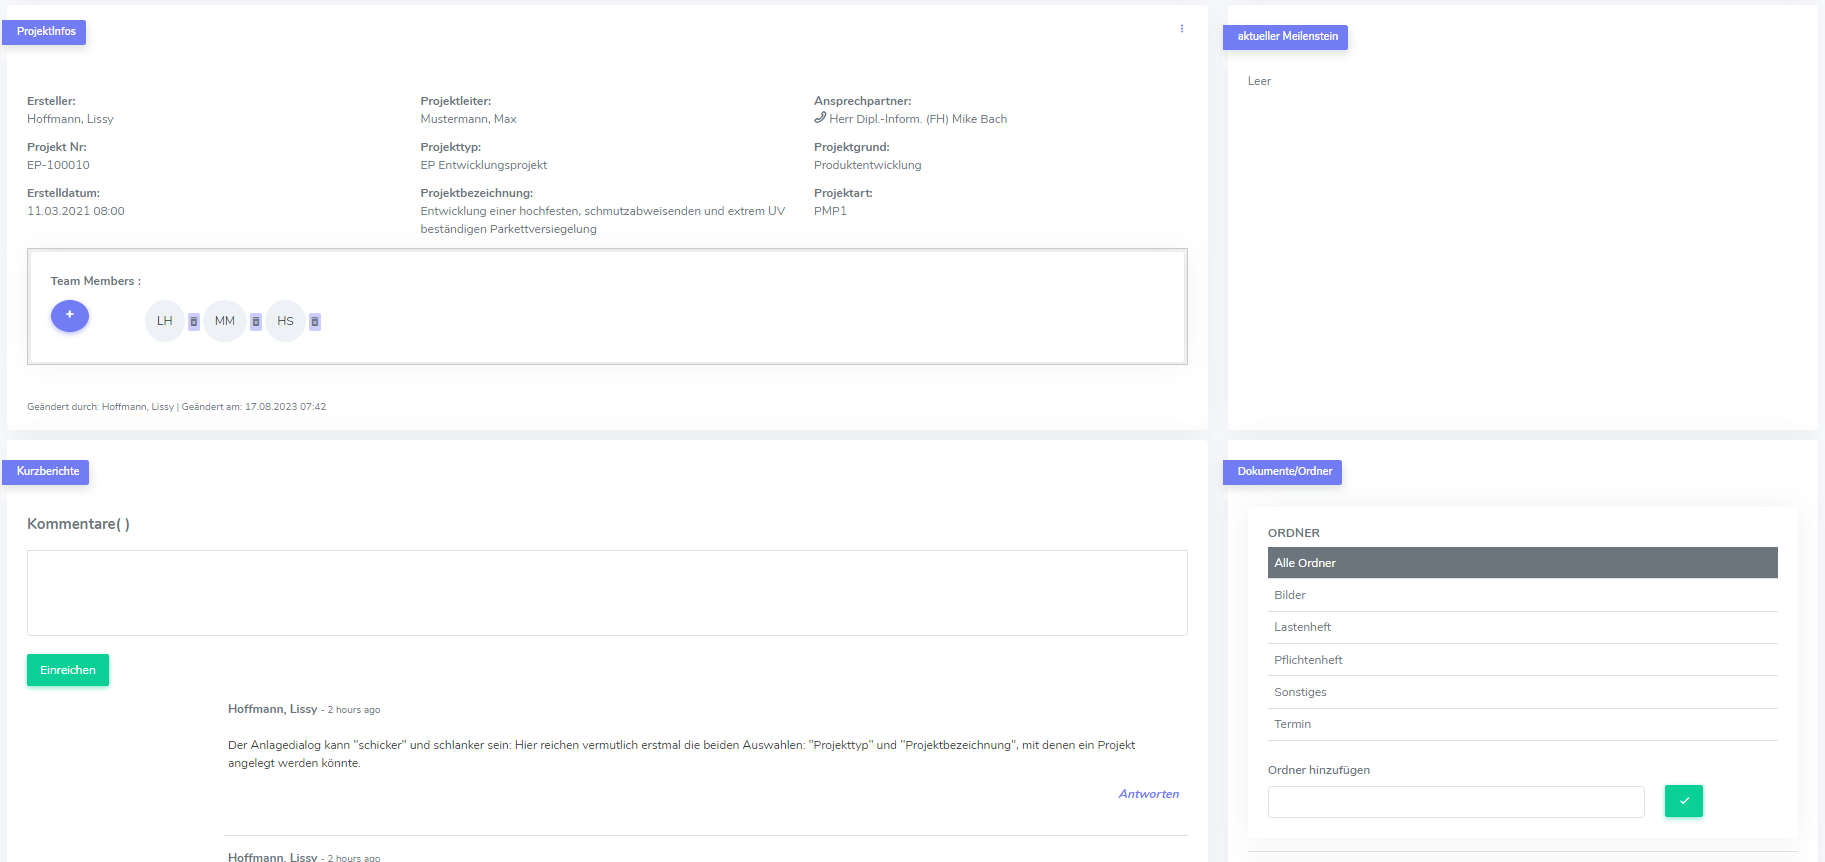 ProjektInfos
Ersteller:
Hoffmann, Lissy
Projektleiter:
Mustermann, Max
Ansprechpartner:
Herr Dipl.-Inform. (FH) Mike Bach
Projekt Nr:
EP-100010
Projekttyp:
EP Entwicklungsprojekt
Projektgrund:
Produktentwicklung
Erstelldatum:
11.03.2021 08:00
Projektbezeichnung:
Entwicklung einer hochfesten, schmutzabweisenden und extrem UV
beständigen Parkettversiegelung
Projektart:
PMP1
Team Members :
+
LH
MM
HS
Geändert durch: Hoffmann, Lissy | Geändert am: 17.08.2023 07:42
aktueller Meilenstein
Leer
Kurzberichte
Kommentare( )
Einreichen
Hoffmann, Lissy - 2 hours ago
Der Anlagedialog kann "schicker" und schlanker sein: Hier reichen vermutlich erstmal die beiden Auswahlen: "Projekttyp" und "Projektbezeichnung", mit denen ein Projekt
angelegt werden könnte.
Antworten
Hoffmann, Lissy - 2 hours ago
Dokumente/Ordner
ORDNER
Alle Ordner
Bilder
Lastenheft
Pflichtenheft
Sonstiges
Termin
Ordner hinzufügen